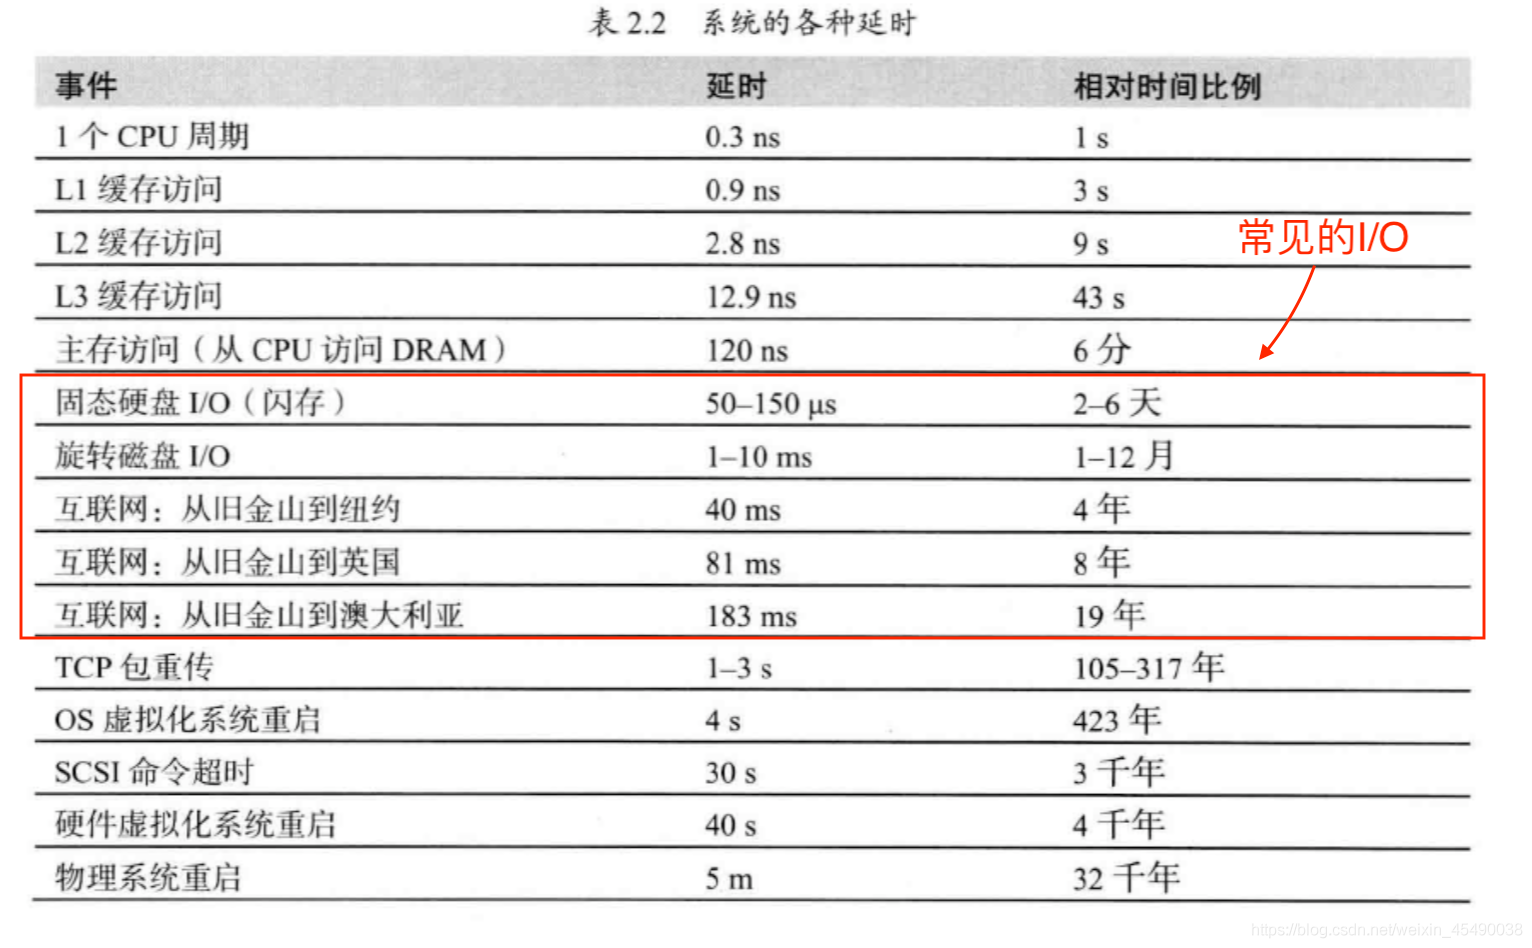 表 2.2 系统的各种延时
事件 延时 相对时间比例
1 个 CPU 周期 0.3 ns 1 s
L1 缓存访问 0.9 ns 3 s
L2 缓存访问 2.8 ns 9 s
常见的I/O
L3 缓存访问 12.9 ns 43 s
主存访问（从 CPU 访问 DRAM） 120 ns 6 分
固态硬盘 I/O（闪存） 50–150 μs 2–6 天
旋转磁盘 I/O 1–10 ms 1–12 月
互联网：从旧金山到纽约 40 ms 4 年
互联网：从旧金山到英国 81 ms 8 年
互联网：从旧金山到澳大利亚 183 ms 19 年
TCP 包重传 1–3 s 105–317 年
OS 虚拟化系统重启 4 s 423 年
SCSI 命令超时 30 s 3 千年
硬件虚拟化系统重启 40 s 4 千年
物理系统重启 5 m 32 千年
https://blog.csdn.net/weixin_45490038